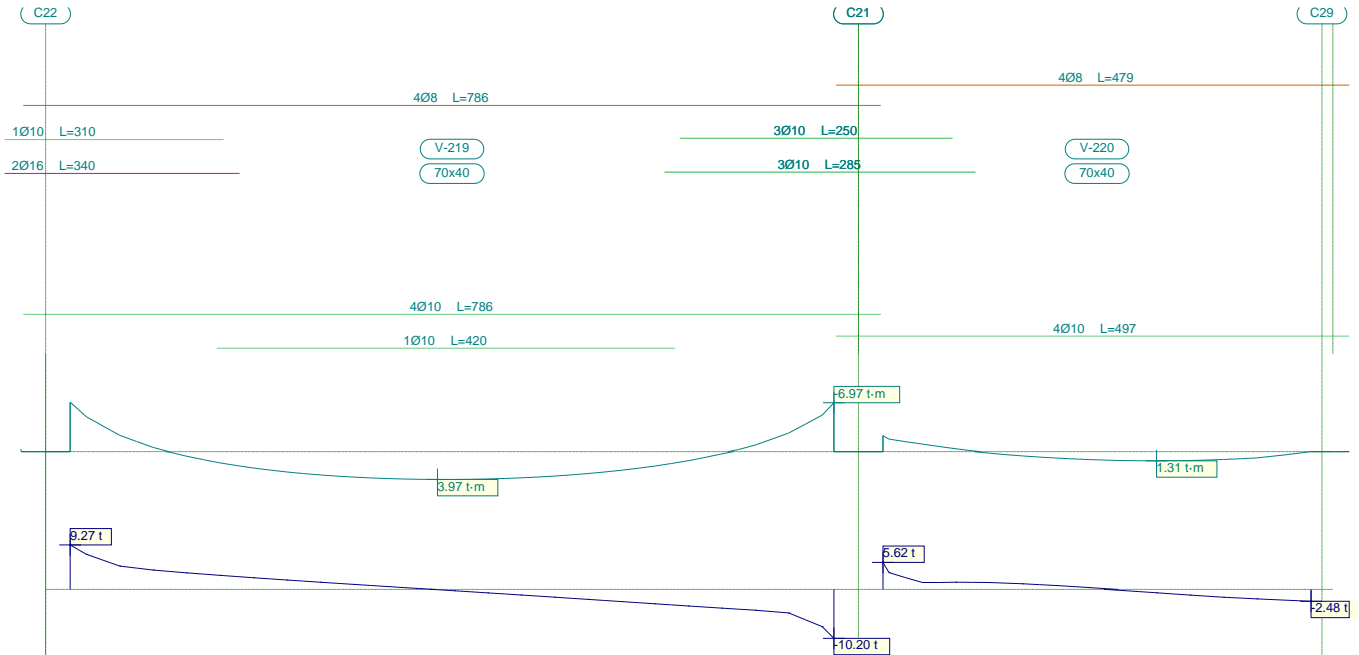 C22
C21
C29
4Ø8 L=479
4Ø8 L=786
1Ø10 L=310
3Ø10 L=250
V-219
V-220
2Ø16 L=340
3Ø10 L=285
70x40
70x40
4Ø10 L=786
4Ø10 L=497
1Ø10 L=420
-6.97 t·m
1.31 t·m
3.97 t·m
9.27 t
5.62 t
-2.48 t
-10.20 t